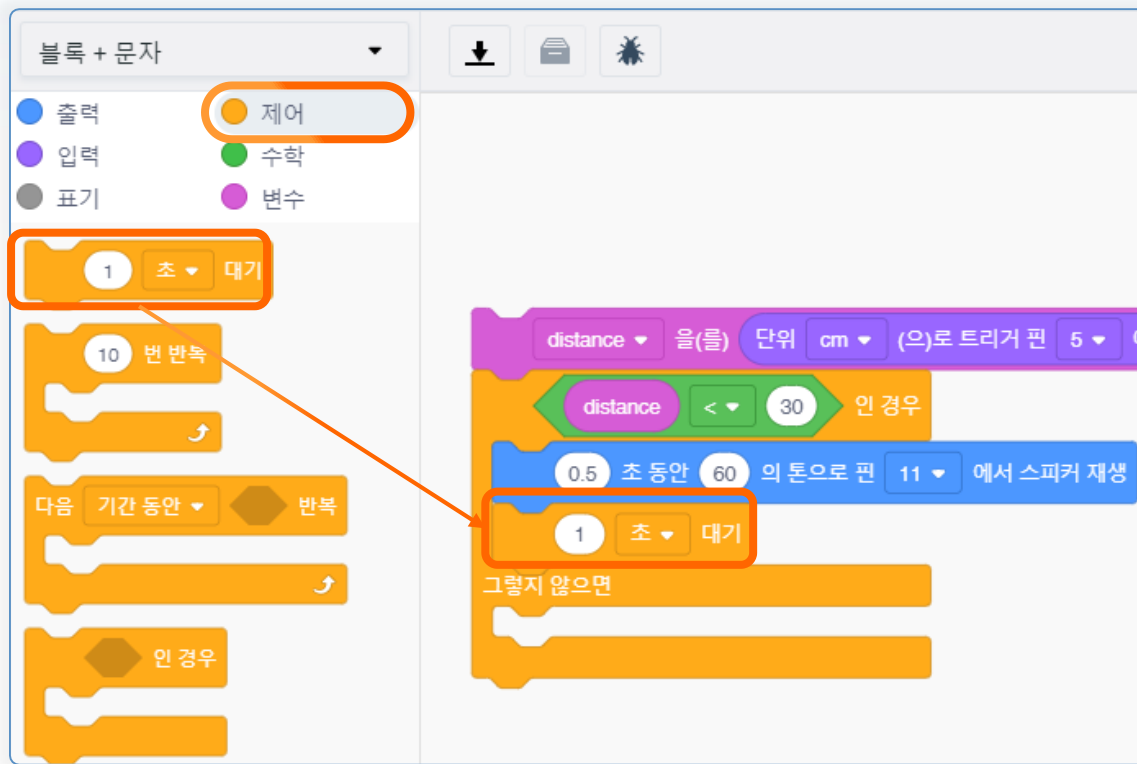 블록 + 문자
출력
제어
입력
수학
표기
변수
1 초 대기
10 번 반복
다음 기간 동안 반복
인 경우
distance 을(를) 단위 cm (으)로 트리거 핀 5
distance < 30 인 경우
0.5 초 동안 60 의 톤으로 핀 11 에서 스피커 재생
1 초 대기
그렇지 않으면